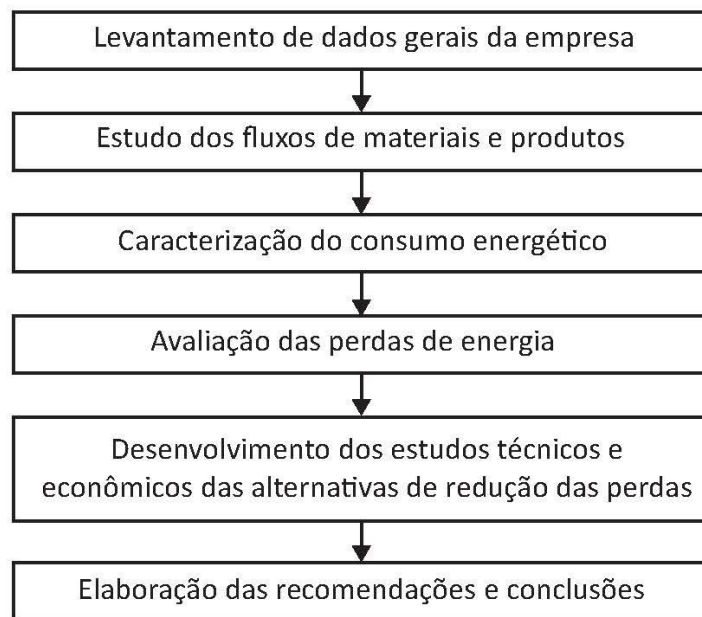 Levantamento de dados gerais da empresa
Estudo dos fluxos de materiais e produtos
Caracterização do consumo energético
Avaliação das perdas de energia
Desenvolvimento dos estudos técnicos e
econômicos das alternativas de redução das perdas
Elaboração das recomendações e conclusões